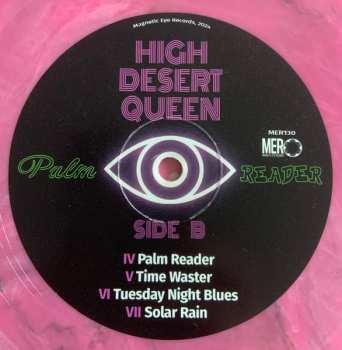 Magnetic Eye Records, 2024
HIGH
DESERT
QUEEN
MER130
MER
Palm
READER
SIDE B
IV Palm Reader
V Time Waster
VI Tuesday Night Blues
VII Solar Rain